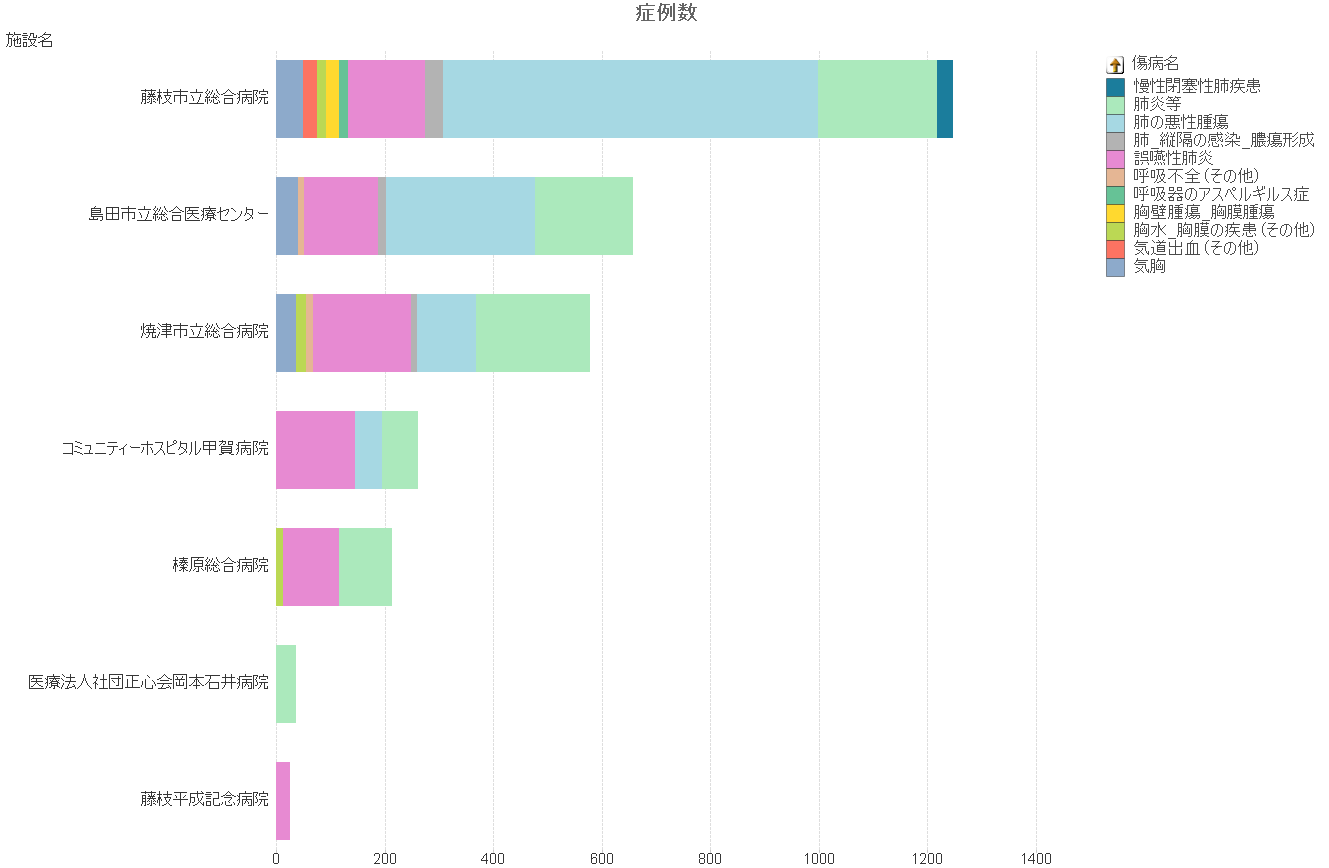 症例数
施設名
藤枝市立総合病院
島田市立総合医療センター
焼津市立総合病院
コミュニティーホスピタル甲賀病院
榛原総合病院
医療法人社団正心会岡本石井病院
藤枝平成記念病院
0 200 400 600 800 1000 1200 1400
傷病名
慢性閉塞性肺疾患
肺炎等
肺の悪性腫瘍
肺_縦隔の感染_膿瘍形成
誤嚥性肺炎
呼吸不全(その他)
呼吸器のアスペルギルス症
胸壁腫瘍_胸膜腫瘍
胸水_胸膜の疾患(その他)
気道出血(その他)
気胸